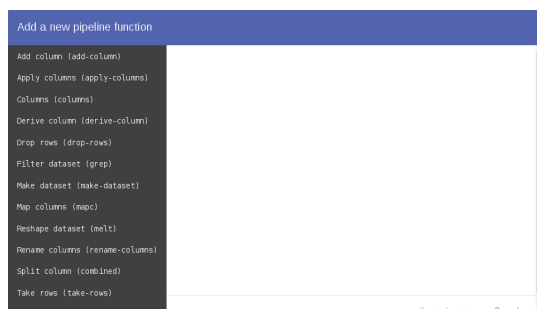 Add a new pipeline function
Add column (add-column)
Apply columns (apply-columns)
Columns (columns)
Derive column (derive-column)
Drop rows (drop-rows)
Filter dataset (grep)
Make dataset (make-dataset)
Map columns (mapc)
Reshape dataset (melt)
Rename columns (rename-columns)
Split column (combined)
Take rows (take-rows)